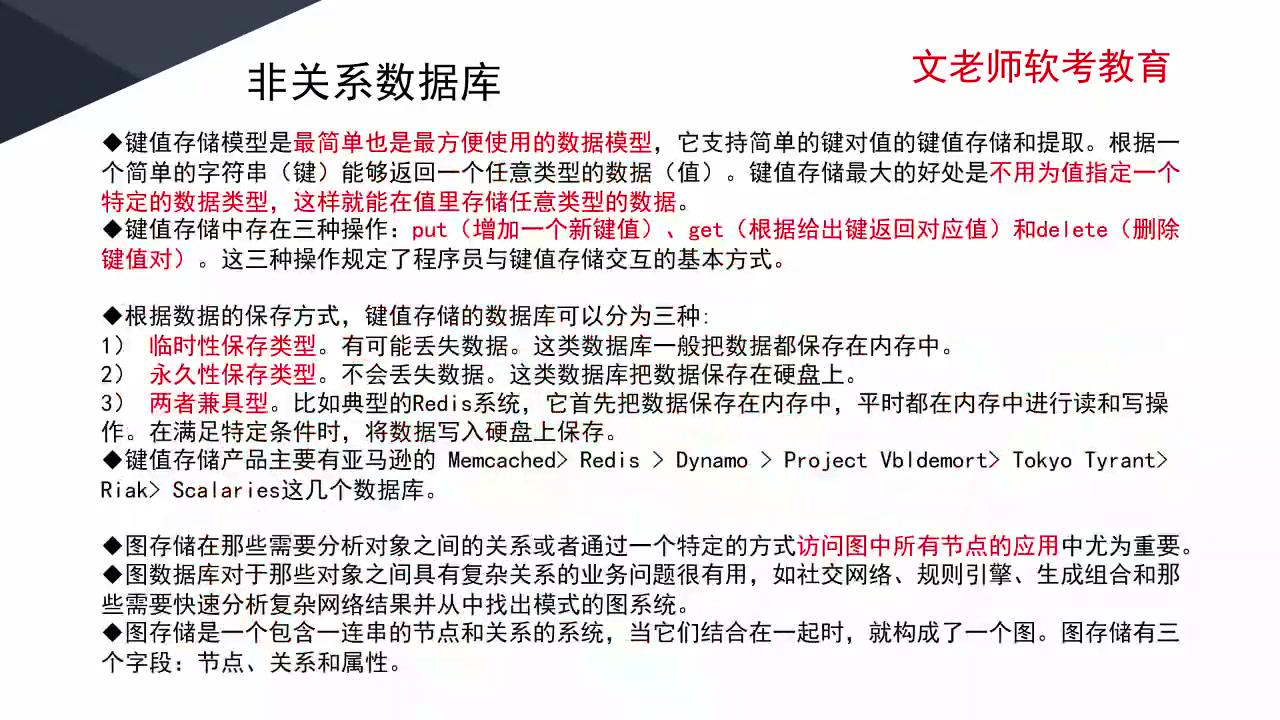 非关系数据库
文老师软考教育
◆键值存储模型是最简单也是最方便使用的数据模型，它支持简单的键对值的键值存储和提取。根据一
个简单的字符串（键）能够返回一个任意类型的数据（值）。键值存储最大的好处是不用为值指定一个
特定的数据类型，这样就能在值里存储任意类型的数据。
◆键值存储中存在三种操作：put（增加一个新键值）、get（根据给出键返回对应值）和delete（删除
键值对）。这三种操作规定了程序员与键值存储交互的基本方式。
◆根据数据的保存方式，键值存储的数据库可以分为三种:
1） 临时性保存类型。有可能丢失数据。这类数据库一般把数据都保存在内存中。
2） 永久性保存类型。不会丢失数据。这类数据库把数据保存在硬盘上。
3） 两者兼具型。比如典型的Redis系统，它首先把数据保存在内存中，平时都在内存中进行读和写操
作。在满足特定条件时，将数据写入硬盘上保存。
◆键值存储产品主要有亚马逊的 Memcached> Redis > Dynamo > Project Vbldemort> Tokyo Tyrant>
Riak> Scalaries这几个数据库。
◆图存储在那些需要分析对象之间的关系或者通过一个特定的方式访问图中所有节点的应用中尤为重要。
◆图数据库对于那些对象之间具有复杂关系的业务问题很有用，如社交网络、规则引擎、生成组合和那
些需要快速分析复杂网络结果并从中找出模式的图系统。
◆图存储是一个包含一连串的节点和关系的系统，当它们结合在一起时，就构成了一个图。图存储有三
个字段：节点、关系和属性。